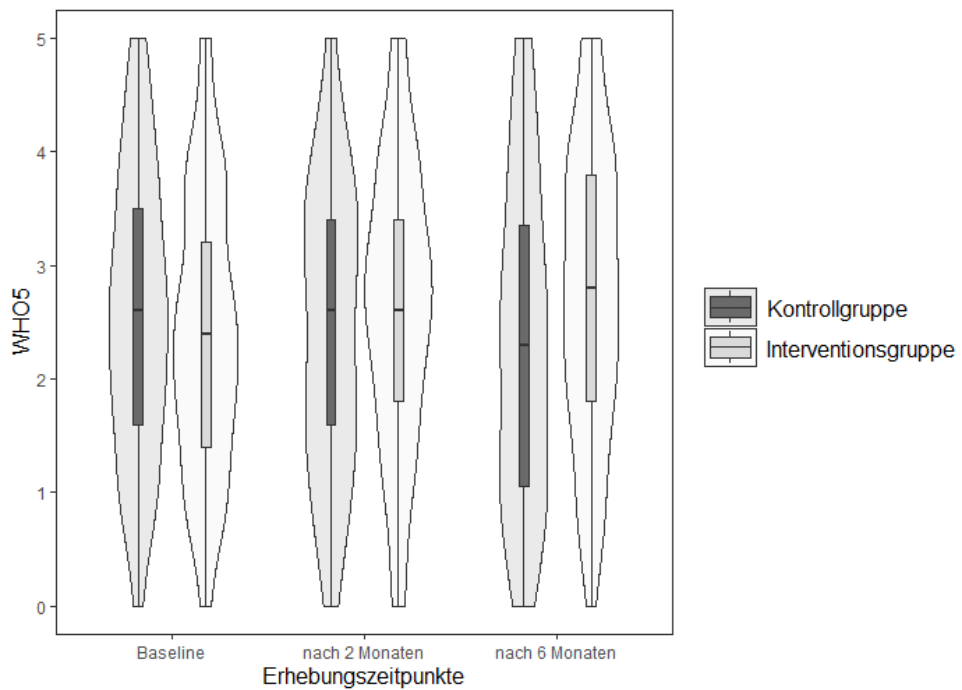 5
4
3
2
1
0
WHO5
Baseline
nach 2 Monaten
nach 6 Monaten
Erhebungszeitpunkte
Kontrollgruppe
Interventionsgruppe